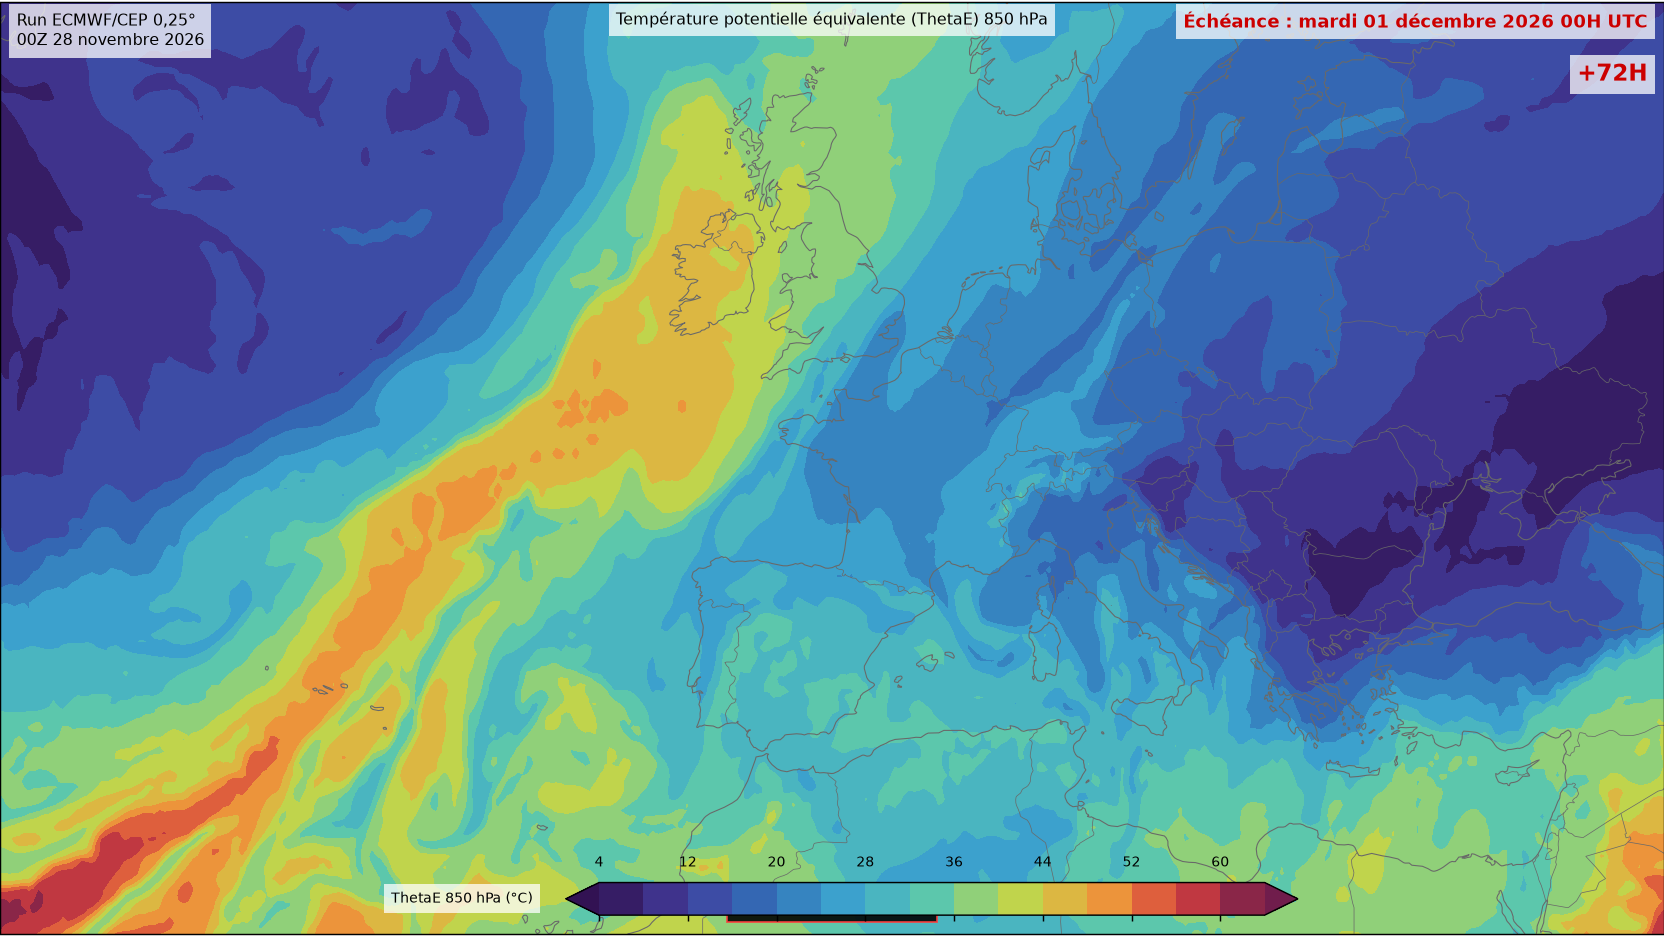 Run ECMWF/CEP 0,25°
00Z 28 novembre 2026
Température potentielle équivalente (ThetaE) 850 hPa
Échéance : mardi 01 décembre 2026 00H UTC
+72H
4 12 20 28 36 44 52 60
ThetaE 850 hPa (°C)